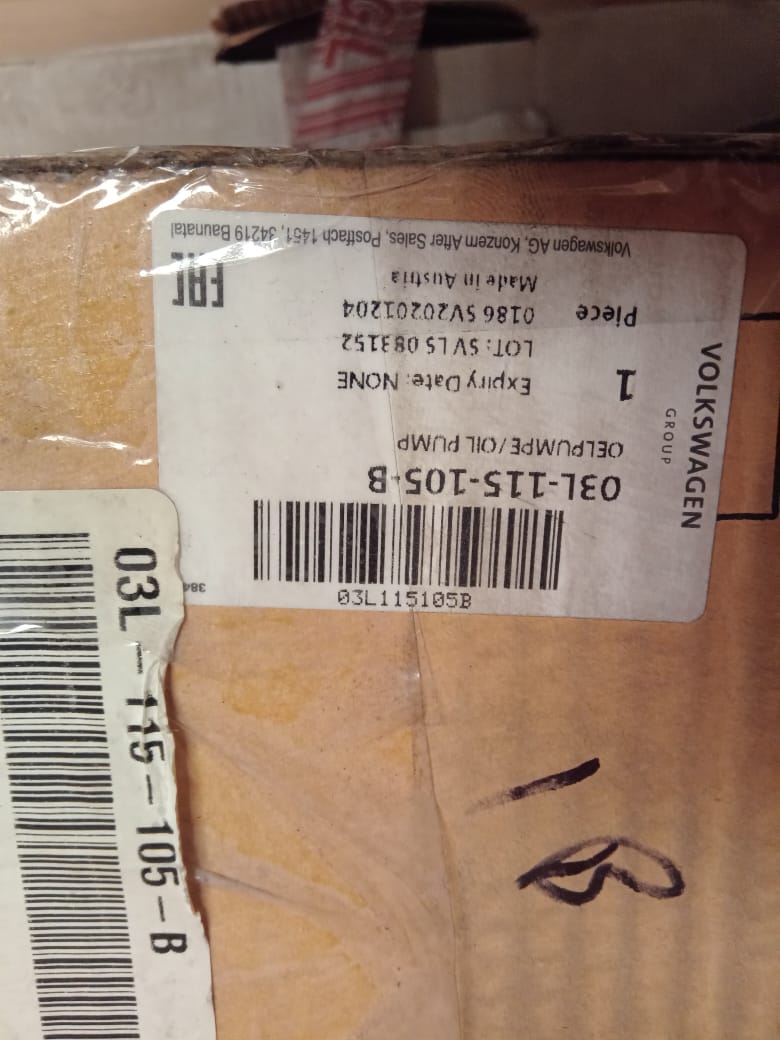 03L115105B
03L-115-105-B
OELPUMPE/OIL PUMP
1
Expiry Date: NONE
LOT: SV LS 083152
Piece
0186 SV20201204
Made in Austria
EAC
Volkswagen AG, Konzern After Sales, Postfach 1451, 34219 Baunatal
VOLKSWAGEN
GROUP
03L-115-105-B